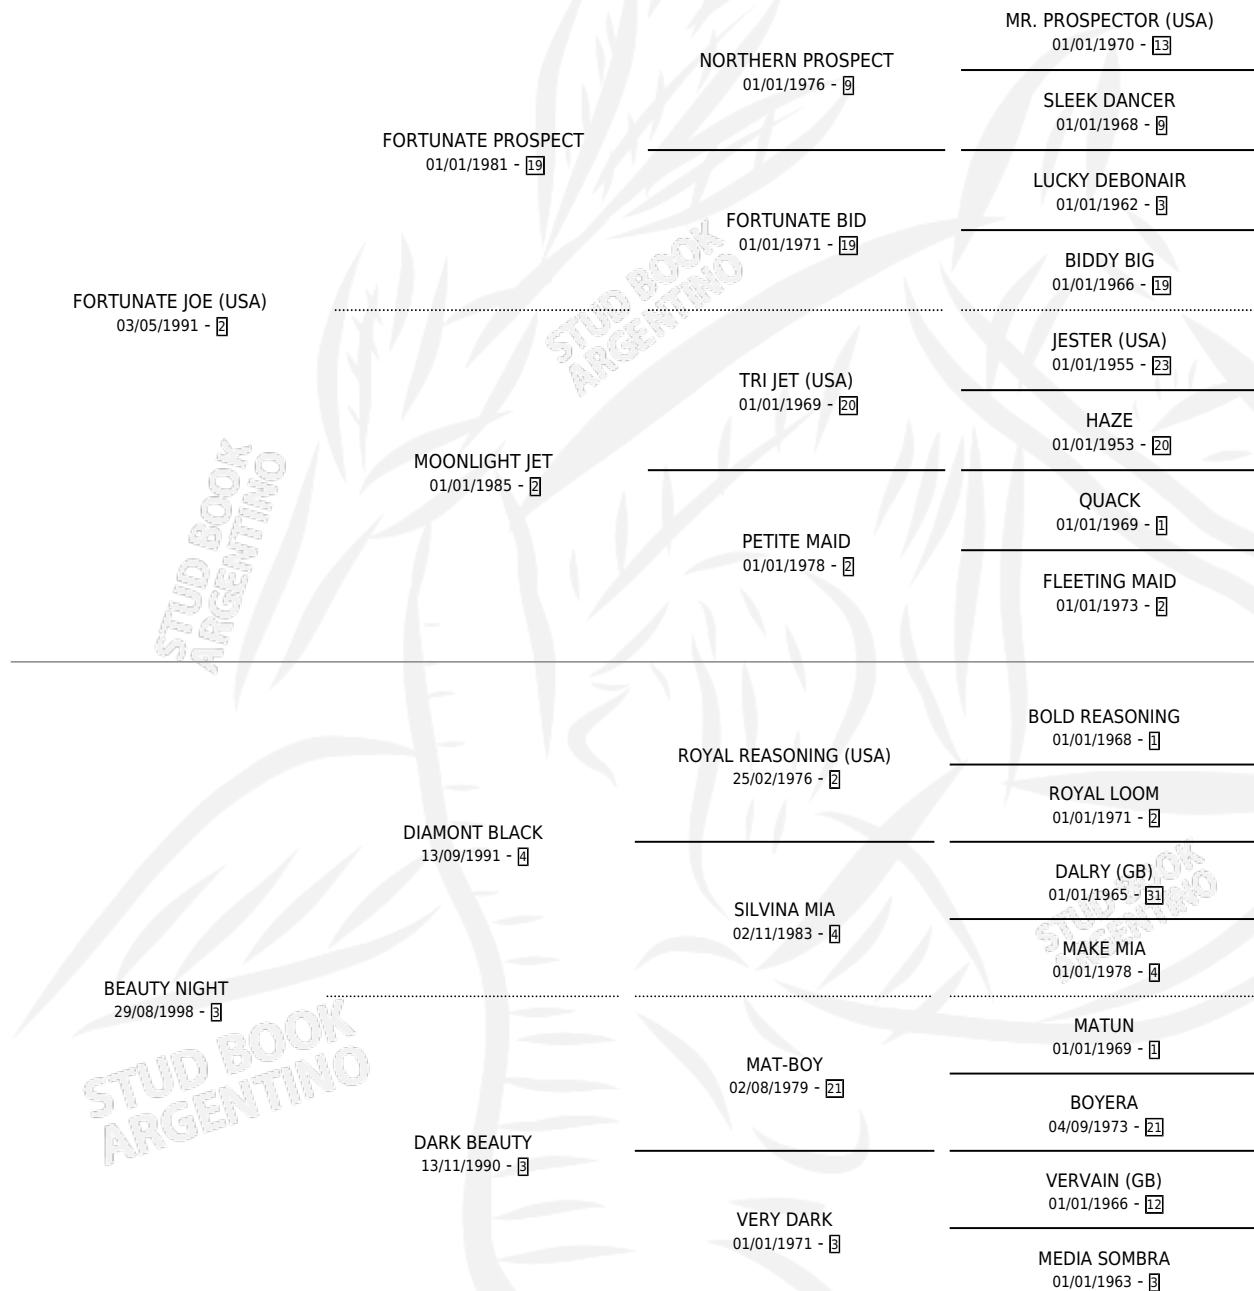 MR. PROSPECTOR (USA)
01/01/1970 - 13
NORTHERN PROSPECT
01/01/1976 - 9
SLEEK DANCER
01/01/1968 - 9
FORTUNATE PROSPECT
01/01/1981 - 19
LUCKY DEBONAIR
01/01/1962 - 3
FORTUNATE BID
01/01/1971 - 19
BIDDY BIG
01/01/1966 - 19
FORTUNATE JOE (USA)
03/05/1991 - 2
STUD BOOK
ARGENTINO
JESTER (USA)
01/01/1955 - 23
TRI JET (USA)
01/01/1969 - 20
HAZE
01/01/1953 - 20
MOONLIGHT JET
01/01/1985 - 2
QUACK
01/01/1969 - 1
PETITE MAID
01/01/1978 - 2
FLEETING MAID
01/01/1973 - 2
STUD BOOK
ARGENTINO
BOLD REASONING
01/01/1968 - 1
ROYAL REASONING (USA)
25/02/1976 - 2
ROYAL LOOM
01/01/1971 - 2
DIAMONT BLACK
13/09/1991 - 4
DALRY (GB)
01/01/1965 - 31
SILVINA MIA
02/11/1983 - 4
MAKE MIA
01/01/1978 - 4
STUD BOOK
ARGENTINO
BEAUTY NIGHT
29/08/1998 - 3
MATUN
01/01/1969 - 1
MAT-BOY
02/08/1979 - 21
BOYERA
04/09/1973 - 21
DARK BEAUTY
13/11/1990 - 3
VERVAIN (GB)
01/01/1966 - 12
VERY DARK
01/01/1971 - 3
MEDIA SOMBRA
01/01/1963 - 3
STUD BOOK
ARGENTINO